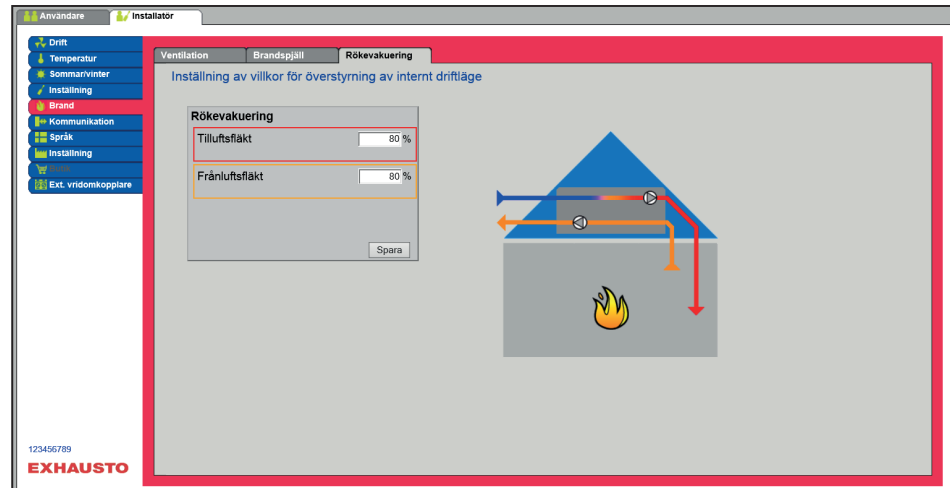 Användare
Installatör
Drift
Temperatur
Sommar/vinter
Inställning
Brand
Kommunikation
Språk
Inställning
Ext. vridomkopplare
Ventilation
Brandspjäll
Rökevakuering
Inställning av villkor för överstyrning av internt driftläge
Rökevakuering
Tilluftsfläkt 80 %
Frånluftsfläkt 80 %
Spara
123456789
EXHAUSTO